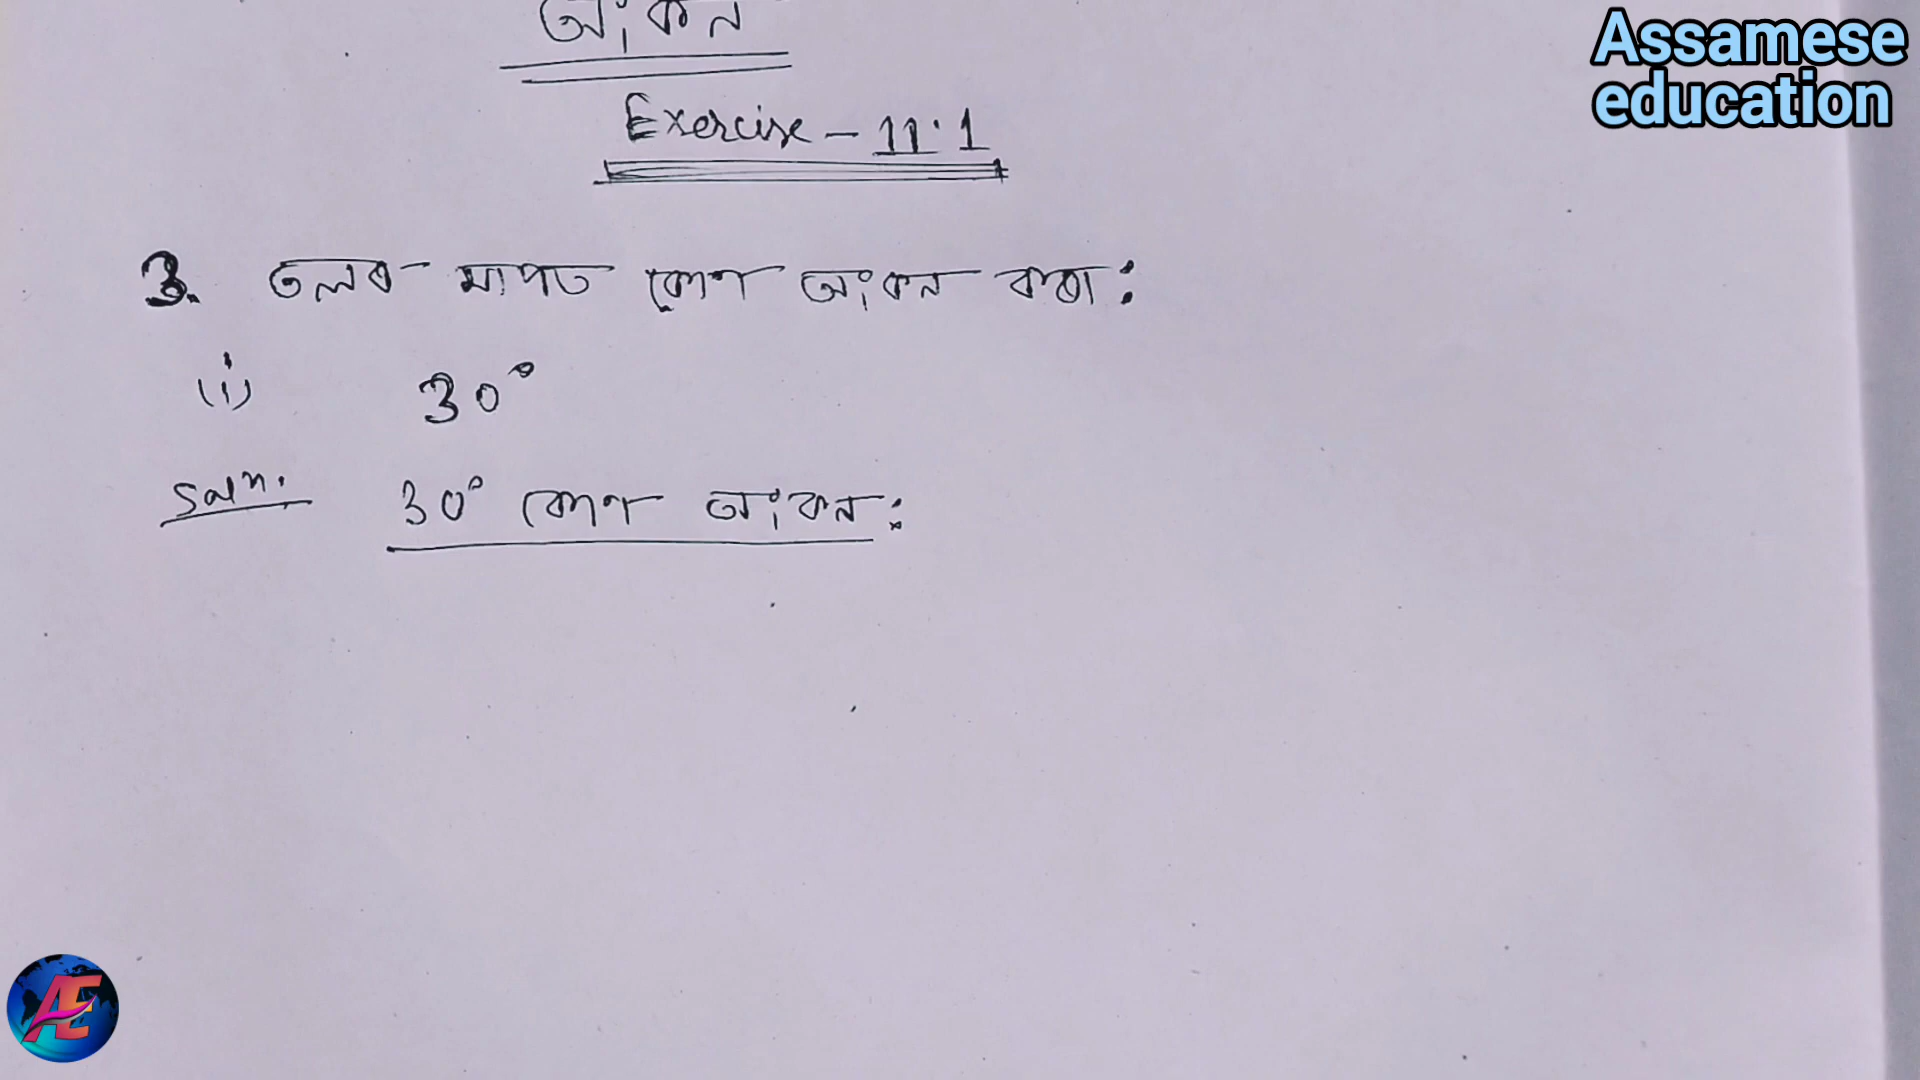 অংকন
Assamese
education
Exercise - 11.1
3. তলৰ মাপত কোণ অংকন কৰা:
(i) 30°
Soln. 30° কোণ অংকন:
AE